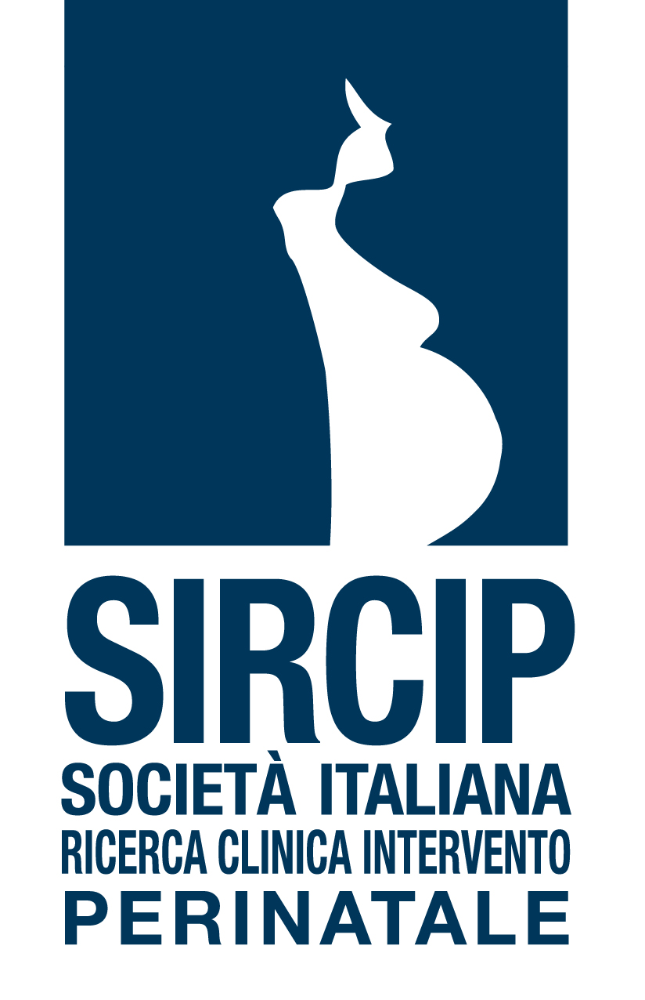 SIRCIP
SOCIETÀ ITALIANA
RICERCA CLINICA INTERVENTO
PERINATALE